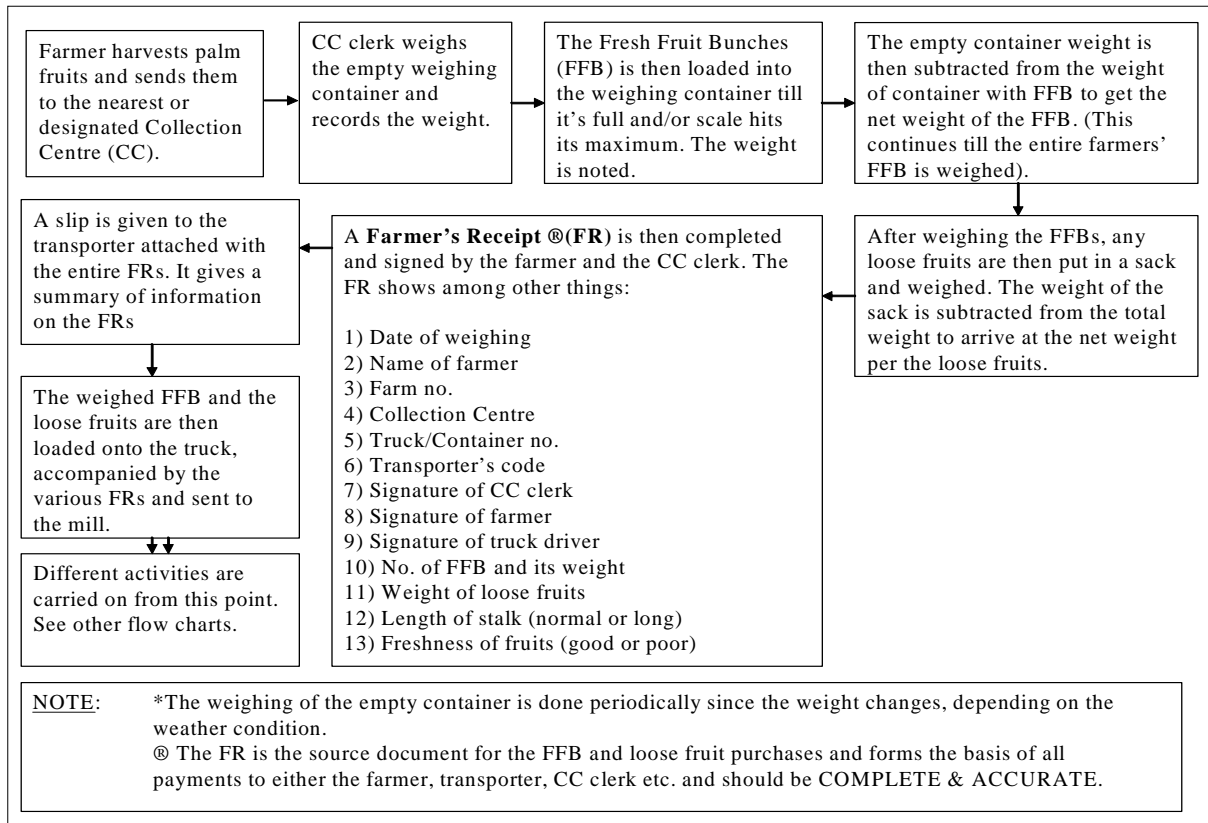 Farmer harvests palm
fruits and sends them
to the nearest or
designated Collection
Centre (CC).
CC clerk weighs
the empty weighing
container and
records the weight.
The Fresh Fruit Bunches
(FFB) is then loaded into
the weighing container till
it's full and/or scale hits
its maximum. The weight
is noted.
The empty container weight is
then subtracted from the weight
of container with FFB to get the
net weight of the FFB. (This
continues till the entire farmers'
FFB is weighed).
After weighing the FFBs, any
loose fruits are then put in a sack
and weighed. The weight of the
sack is subtracted from the total
weight to arrive at the net weight
per the loose fruits.
A Farmer's Receipt ®(FR) is then completed
and signed by the farmer and the CC clerk. The
FR shows among other things:
1) Date of weighing
2) Name of farmer
3) Farm no.
4) Collection Centre
5) Truck/Container no.
6) Transporter's code
7) Signature of CC clerk
8) Signature of farmer
9) Signature of truck driver
10) No. of FFB and its weight
11) Weight of loose fruits
12) Length of stalk (normal or long)
13) Freshness of fruits (good or poor)
A slip is given to the
transporter attached with
the entire FRs. It gives a
summary of information
on the FRs
The weighed FFB and the
loose fruits are then
loaded onto the truck,
accompanied by the
various FRs and sent to
the mill.
Different activities are
carried on from this point.
See other flow charts.
NOTE: *The weighing of the empty container is done periodically since the weight changes, depending on the
weather condition.
® The FR is the source document for the FFB and loose fruit purchases and forms the basis of all
payments to either the farmer, transporter, CC clerk etc. and should be COMPLETE & ACCURATE.